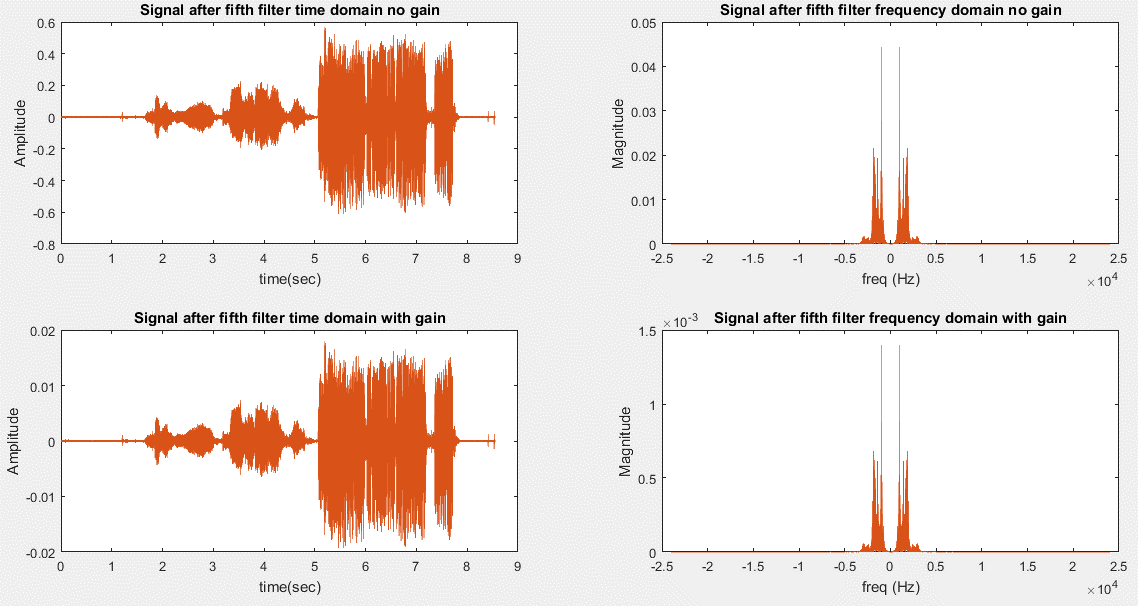 Signal after fifth filter time domain no gain
0.6
0.4
0.2
0
-0.2
-0.4
-0.6
-0.8
Amplitude
0 1 2 3 4 5 6 7 8 9
time(sec)
Signal after fifth filter frequency domain no gain
0.05
0.04
0.03
0.02
0.01
0
Magnitude
-2.5 -2 -1.5 -1 -0.5 0 0.5 1 1.5 2 2.5
freq (Hz)
×10⁴
Signal after fifth filter time domain with gain
0.02
0.01
0
-0.01
-0.02
Amplitude
0 1 2 3 4 5 6 7 8 9
time(sec)
×10⁻³
Signal after fifth filter frequency domain with gain
1.5
1
0.5
0
Magnitude
-2.5 -2 -1.5 -1 -0.5 0 0.5 1 1.5 2 2.5
freq (Hz)
×10⁴